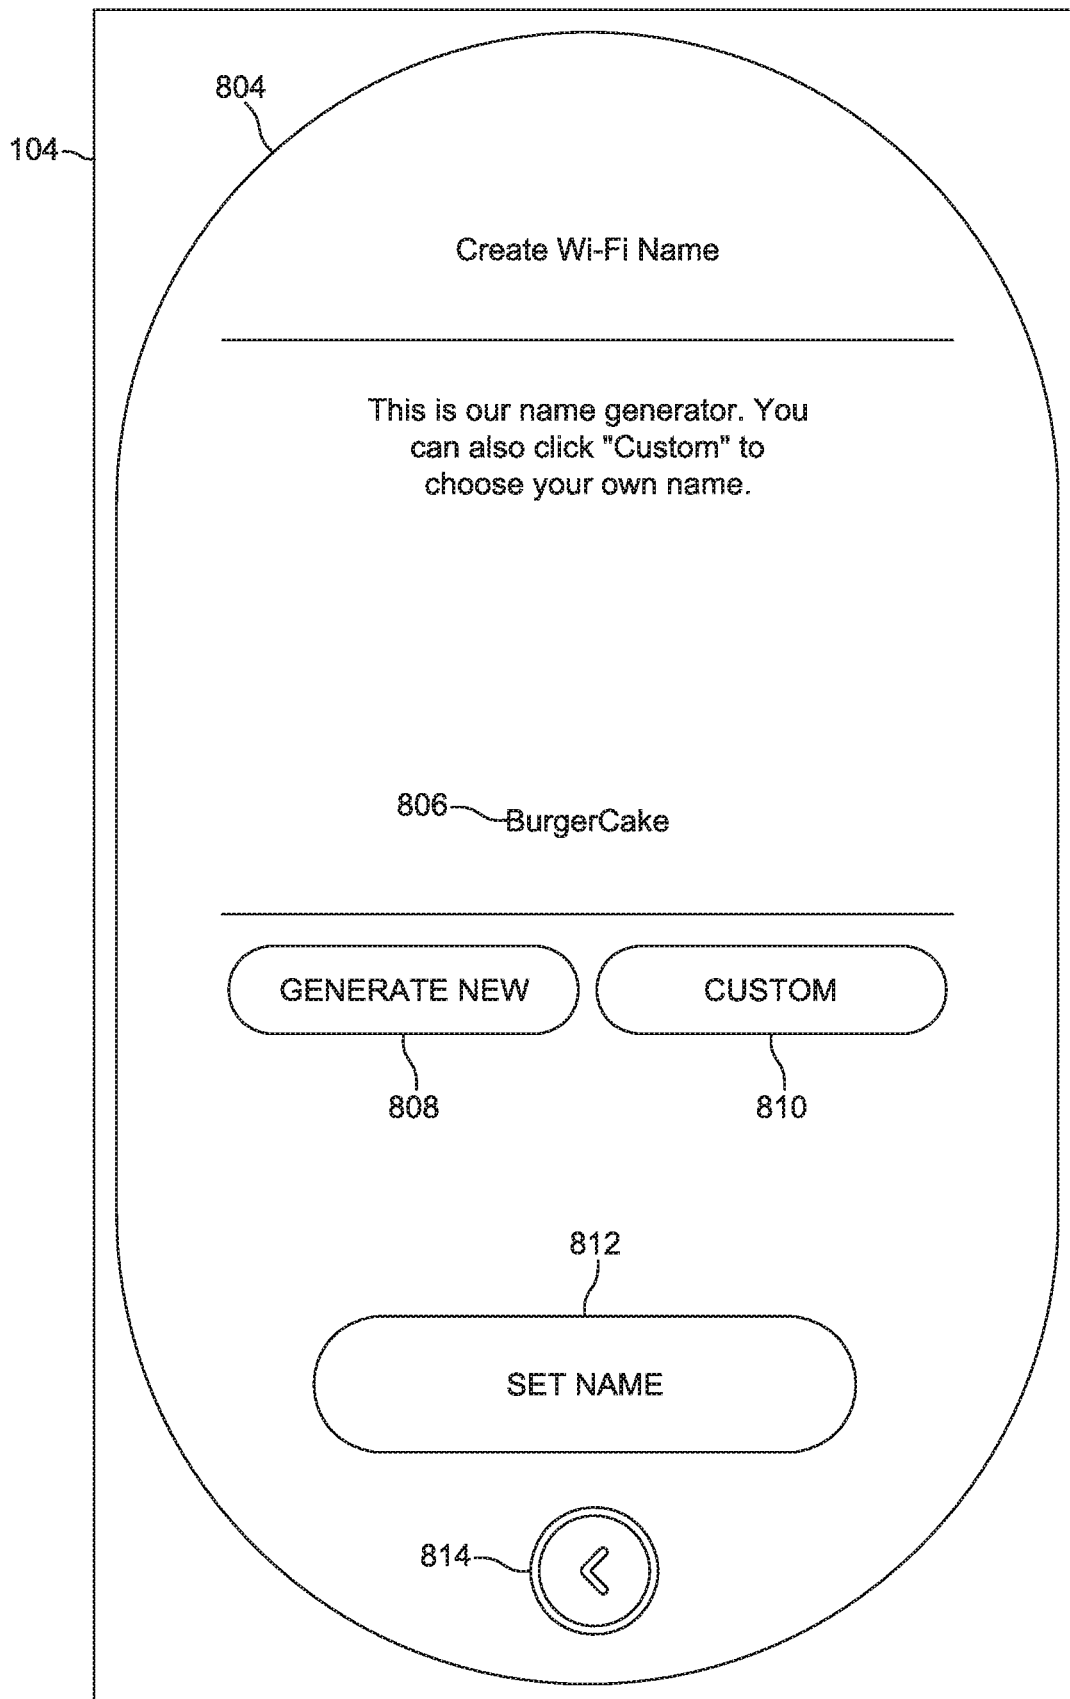 804
104
Create Wi-Fi Name
This is our name generator. You
can also click "Custom" to
choose your own name.
806
BurgerCake
GENERATE NEW
CUSTOM
808
810
812
SET NAME
814